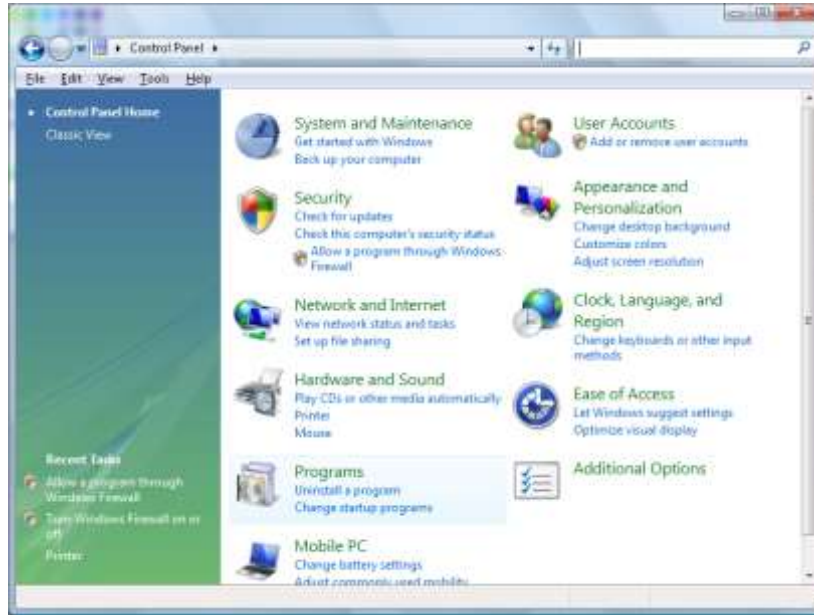 Control Panel
File Edit View Tools Help
Control Panel Home
Classic View
System and Maintenance
Get started with Windows
Back up your computer
Security
Check for updates
Check this computer's security status
Allow a program through Windows
Firewall
Network and Internet
View network status and tasks
Set up file sharing
Hardware and Sound
Play CDs or other media automatically
Printer
Mouse
Programs
Uninstall a program
Change startup programs
Mobile PC
Change battery settings
Adjust commonly used mobility
User Accounts
Add or remove user accounts
Appearance and
Personalization
Change desktop background
Customize colors
Adjust screen resolution
Clock, Language, and
Region
Change keyboards or other input
methods
Ease of Access
Let Windows suggest settings
Optimize visual display
Additional Options
Recent Tasks
Allow a program through
Windows Firewall
Turn Windows Firewall on or
off
Printer